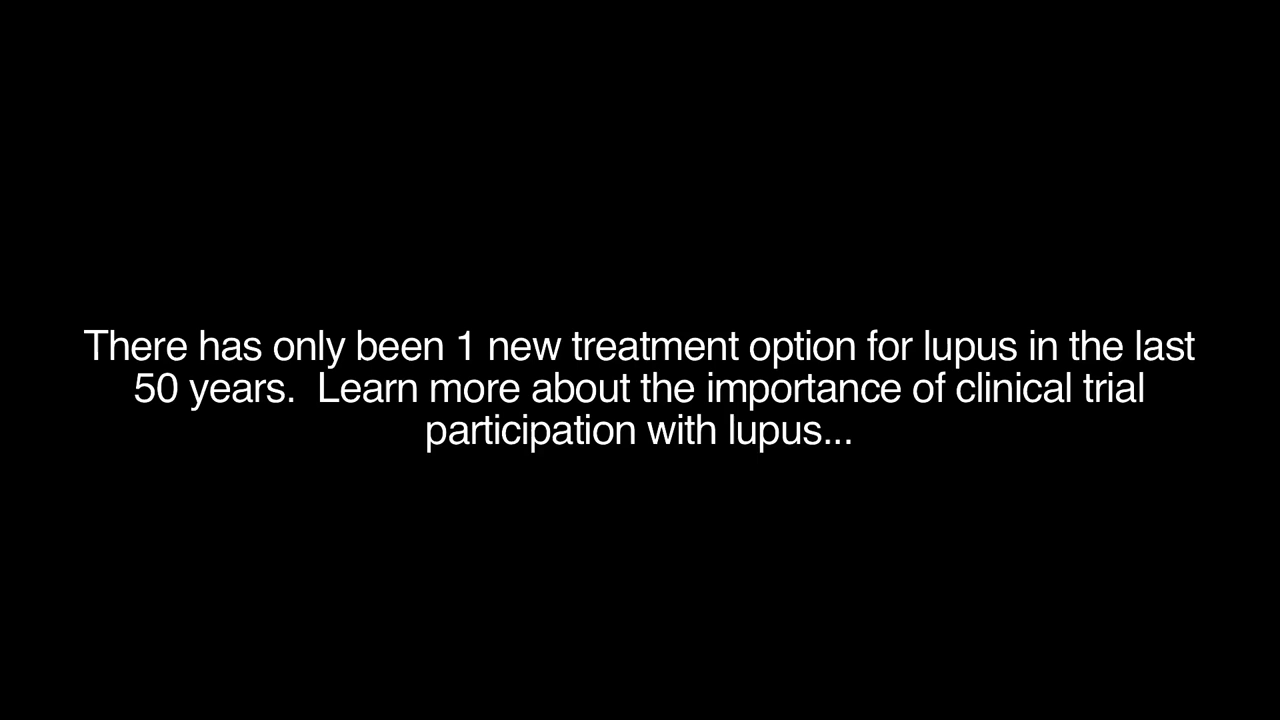 There has only been 1 new treatment option for lupus in the last
50 years.  Learn more about the importance of clinical trial
participation with lupus...